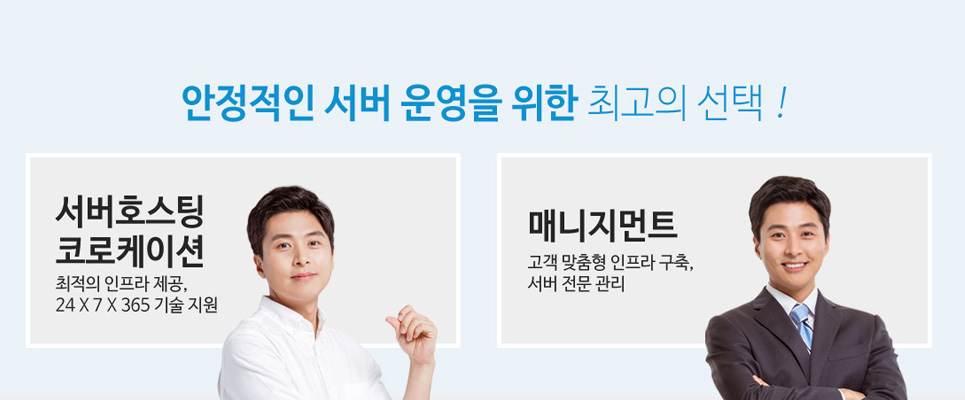 안정적인 서버 운영을 위한 최고의 선택 !
서버호스팅
코로케이션
최적의 인프라 제공,
24 X 7 X 365 기술 지원
매니지먼트
고객 맞춤형 인프라 구축,
서버 전문 관리